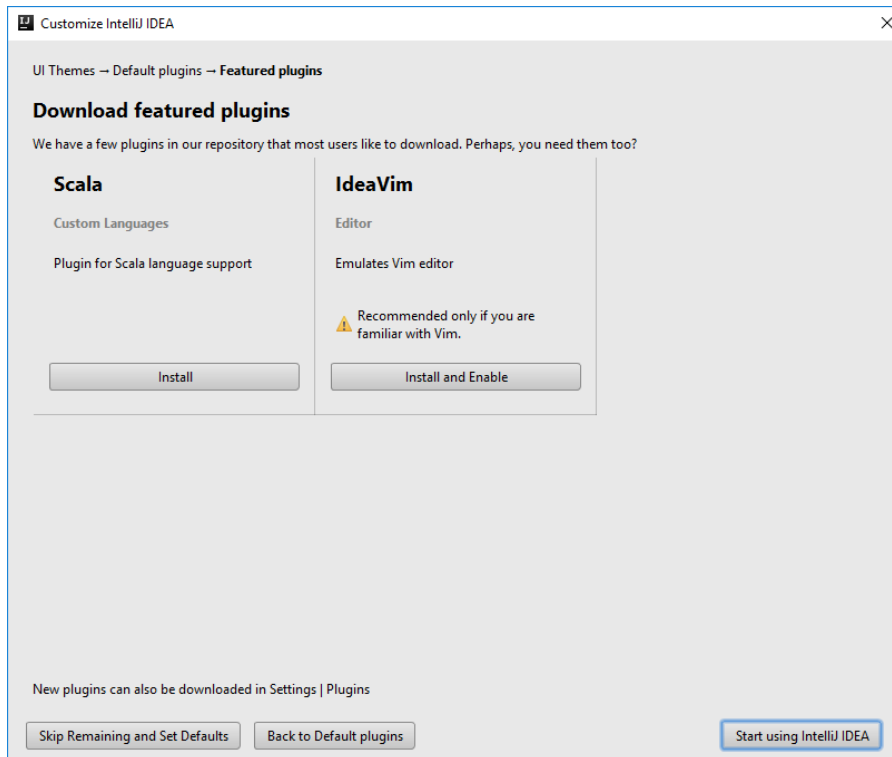 Customize IntelliJ IDEA
UI Themes → Default plugins → Featured plugins
Download featured plugins
We have a few plugins in our repository that most users like to download. Perhaps, you need them too?
Scala
Custom Languages
Plugin for Scala language support
Install
IdeaVim
Editor
Emulates Vim editor
Recommended only if you are
familiar with Vim.
Install and Enable
New plugins can also be downloaded in Settings | Plugins
Skip Remaining and Set Defaults
Back to Default plugins
Start using IntelliJ IDEA